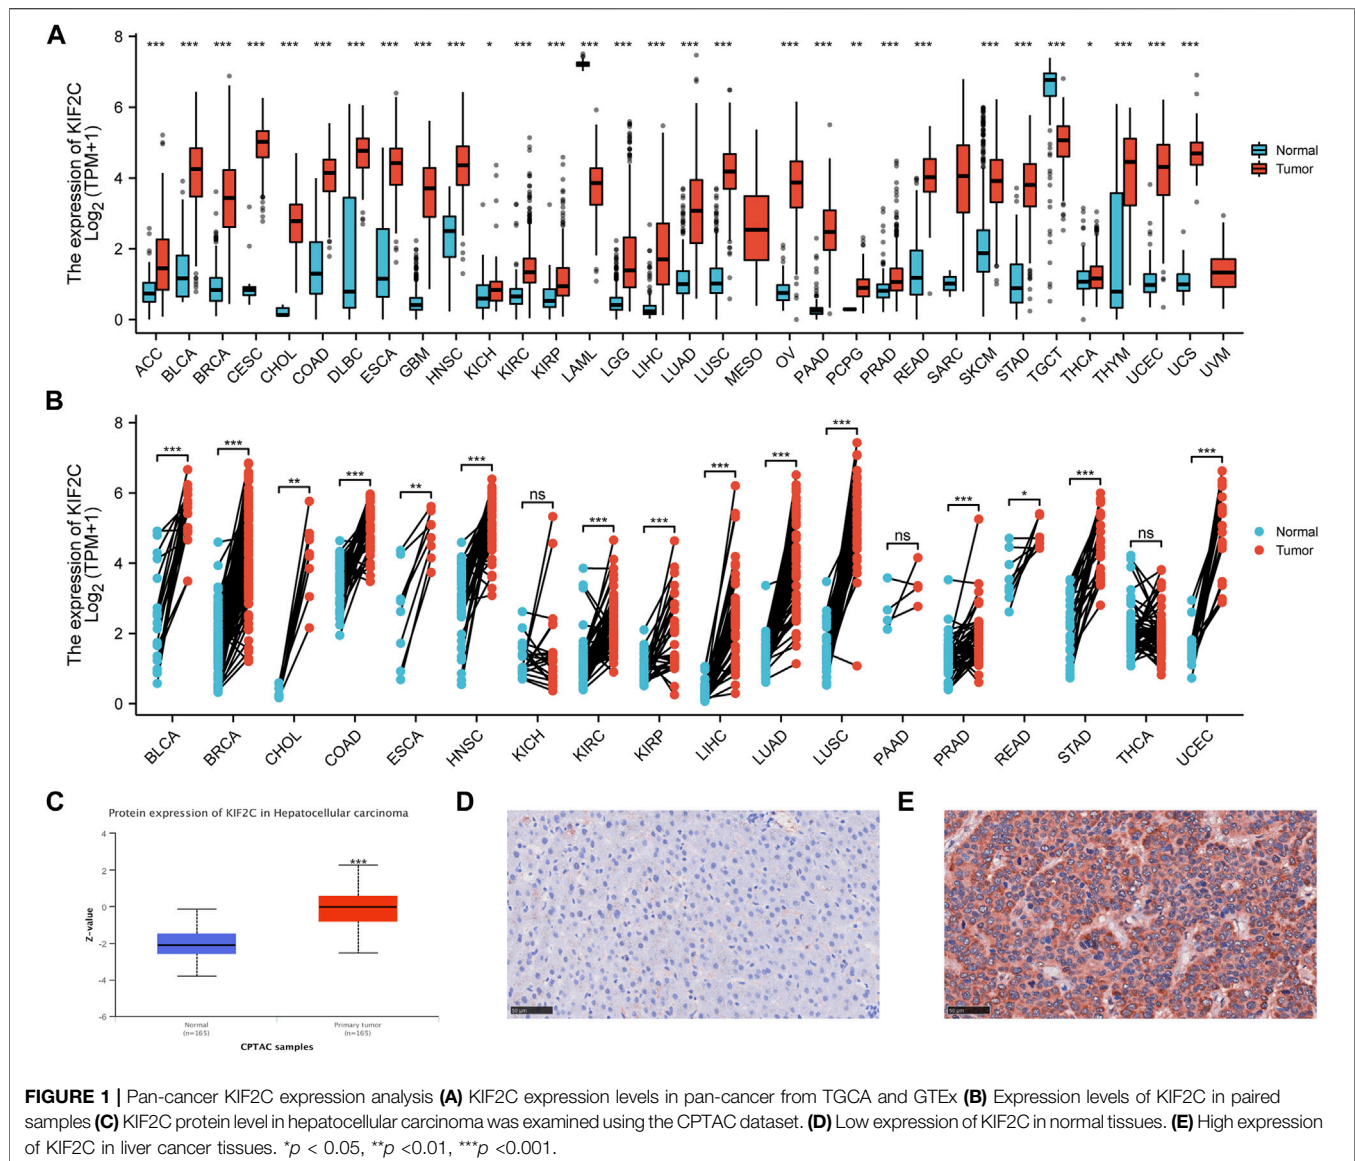 A
The expression of KIF2C
Log2 (TPM+1)
8
6
4
2
0
*** *** *** *** *** *** *** *** *** *** * *** *** *** *** *** *** *** *** *** ** *** *** *** *** *** * *** *** ***
Normal
Tumor
ACC BLCA BRCA CESC CHOL COAD DLBC ESCA GBM HNSC KICH KIRC KIRP LAML LGG LIHC LUAD LUSC MESO OV PAAD PCPG PRAD READ SARC SKCM STAD TGCT THCA THYM UCEC UCS UVM
B
The expression of KIF2C
Log2 (TPM+1)
8
6
4
2
0
*** *** ** *** ** *** ns *** *** *** *** *** ns *** * *** ns ***
Normal
Tumor
BLCA BRCA CHOL COAD ESCA HNSC KICH KIRC KIRP LIHC LUAD LUSC PAAD PRAD READ STAD THCA UCEC
C
Protein expression of KIF2C in Hepatocellular carcinoma
Z-value
4
2
0
-2
-4
-6
***
Normal
(n=165)
Primary tumor
(n=165)
CPTAC samples
D
50 µm
E
50 µm
FIGURE 1 | Pan-cancer KIF2C expression analysis (A) KIF2C expression levels in pan-cancer from TGCA and GTEx (B) Expression levels of KIF2C in paired
samples (C) KIF2C protein level in hepatocellular carcinoma was examined using the CPTAC dataset. (D) Low expression of KIF2C in normal tissues. (E) High expression
of KIF2C in liver cancer tissues. *p < 0.05, **p <0.01, ***p <0.001.